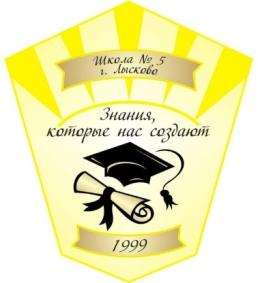 Школа № 5
г. Лысково
Знания,
которые нас создают
1999